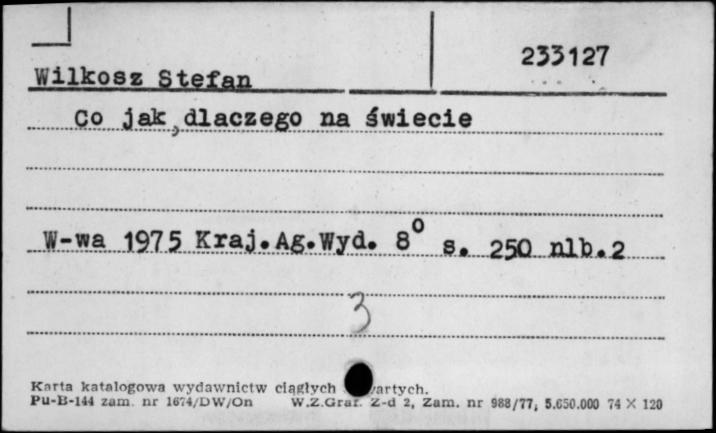 233127
Wilkosz Stefan
Co jak, dlaczego na świecie
W-wa 1975 Kraj.Ag.Wyd. 8⁰ s. 250 nlb.2
3
Karta katalogowa wydawnictw ciągłych
Pu-B-144 zam. nr 1674/DW/On W.Z.Graf. Z-d 2, Zam. nr 988/77, 5.650.000 74 X 120